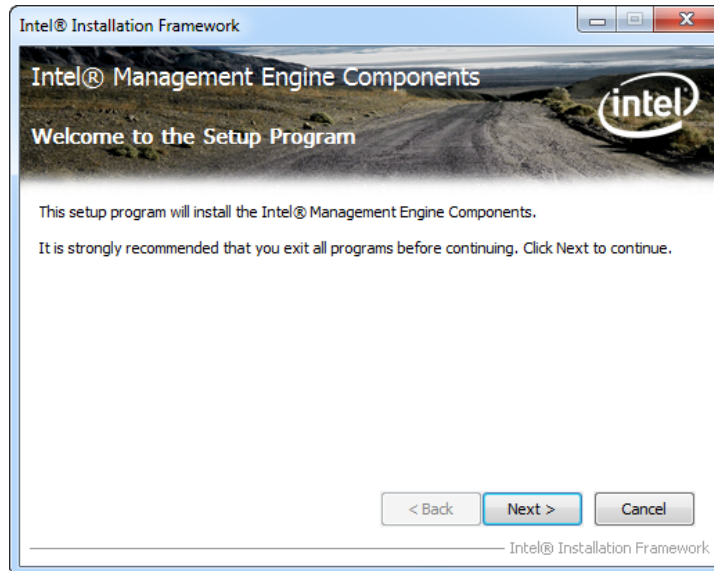 Intel® Installation Framework
Intel® Management Engine Components
intel
Welcome to the Setup Program
This setup program will install the Intel® Management Engine Components.
It is strongly recommended that you exit all programs before continuing. Click Next to continue.
< Back Next > Cancel
Intel® Installation Framework